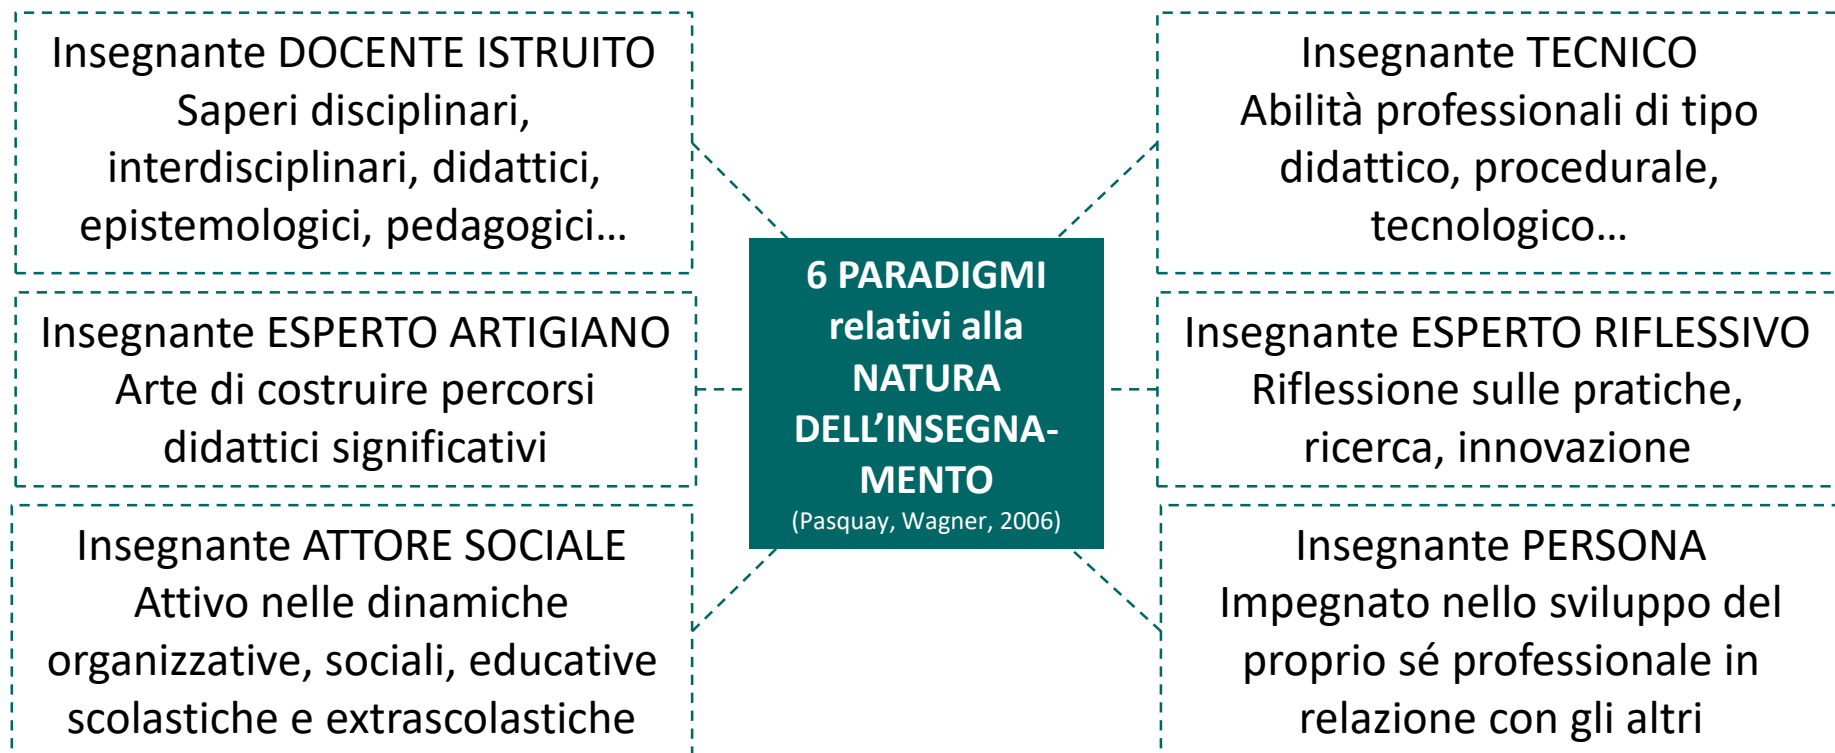 Insegnante DOCENTE ISTRUITO
Saperi disciplinari,
interdisciplinari, didattici,
epistemologici, pedagogici…
Insegnante ESPERTO ARTIGIANO
Arte di costruire percorsi
didattici significativi
Insegnante ATTORE SOCIALE
Attivo nelle dinamiche
organizzative, sociali, educative
scolastiche e extrascolastiche
6 PARADIGMI
relativi alla
NATURA
DELL’INSEGNA-
MENTO
(Pasquay, Wagner, 2006)
Insegnante TECNICO
Abilità professionali di tipo
didattico, procedurale,
tecnologico…
Insegnante ESPERTO RIFLESSIVO
Riflessione sulle pratiche,
ricerca, innovazione
Insegnante PERSONA
Impegnato nello sviluppo del
proprio sé professionale in
relazione con gli altri